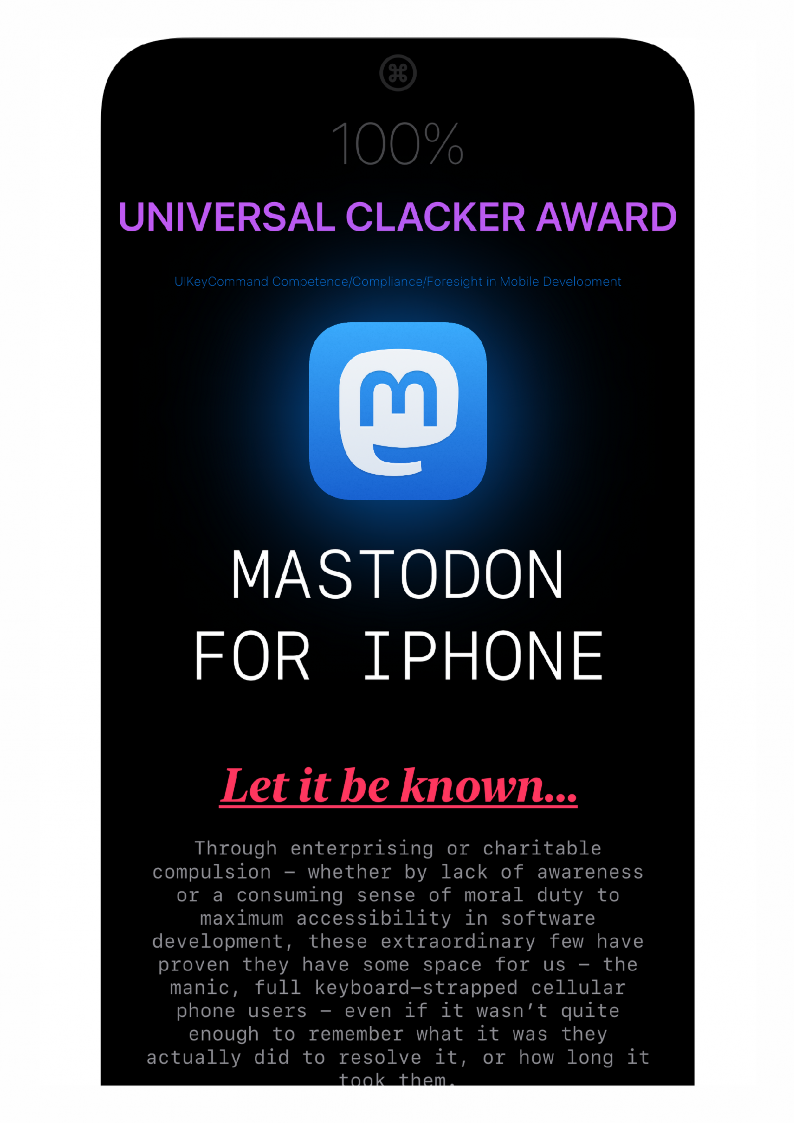 ⌘
100%
UNIVERSAL CLACKER AWARD
UIKeyCommand Competence/Compliance/Foresight in Mobile Development
m
MASTODON
FOR IPHONE
Let it be known...
Through enterprising or charitable
compulsion — whether by lack of awareness
or a consuming sense of moral duty to
maximum accessibility in software
development, these extraordinary few have
proven they have some space for us — the
manic, full keyboard–strapped cellular
phone users — even if it wasn’t quite
enough to remember what it was they
actually did to resolve it, or how long it
took them.